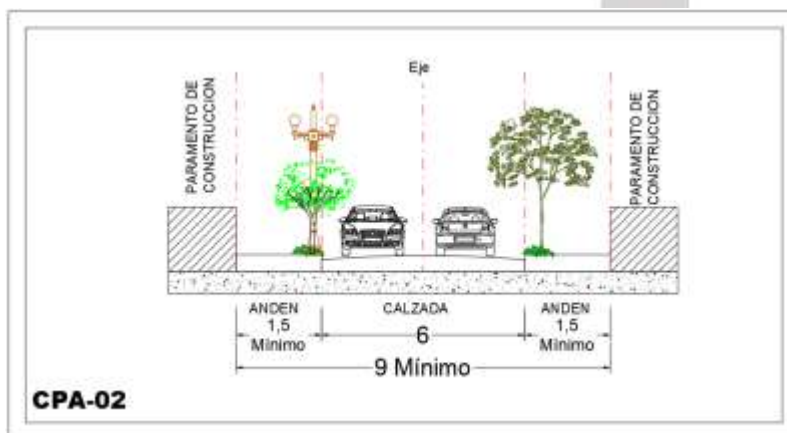 Eje
PARAMENTO DE
CONSTRUCCION
PARAMENTO DE
CONSTRUCCION
ANDEN
1,5
Mínimo
CALZADA
6
ANDEN
1,5
Mínimo
9 Mínimo
CPA-02